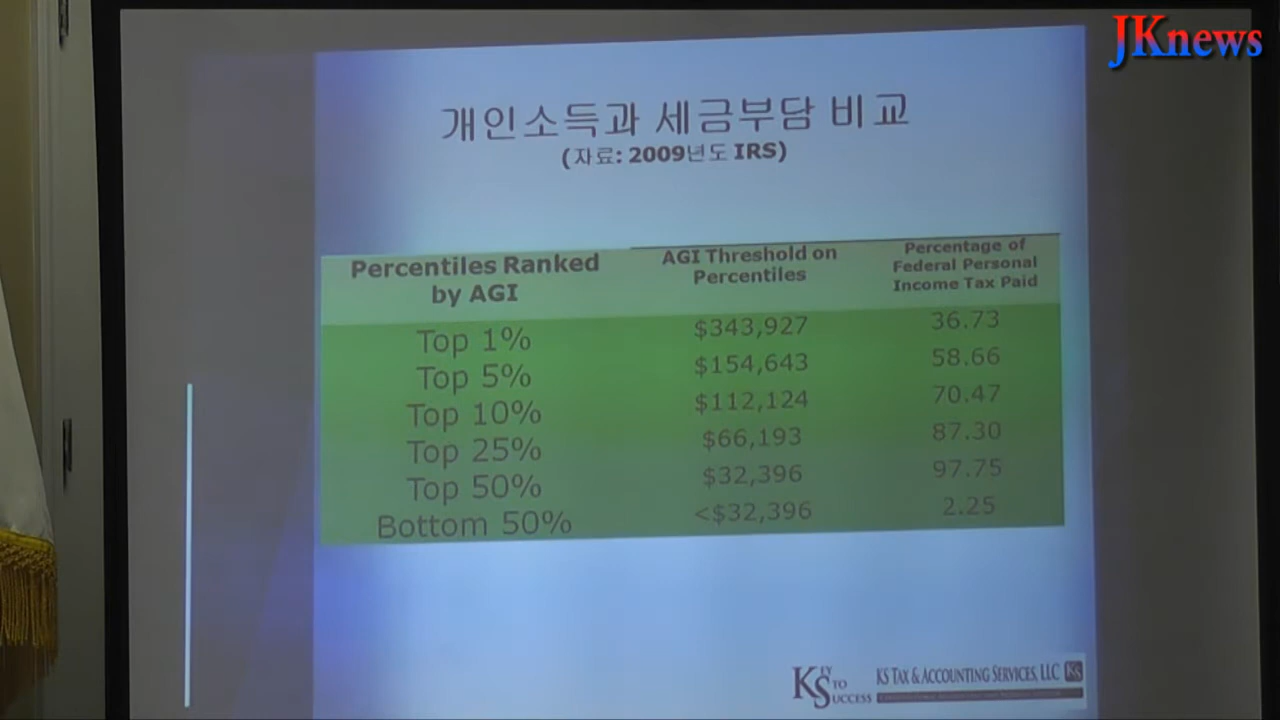 JKnews
개인소득과 세금부담 비교
(자료: 2009년도 IRS)
Percentiles Ranked
by AGI
AGI Threshold on
Percentiles
Percentage of
Federal Personal
Income Tax Paid
Top 1% $343,927 36.73
Top 5% $154,643 58.66
Top 10% $112,124 70.47
Top 25% $66,193 87.30
Top 50% $32,396 97.75
Bottom 50% <$32,396 2.25
KEY
TO
SUCCESS
KS TAX & ACCOUNTING SERVICES, LLC KS